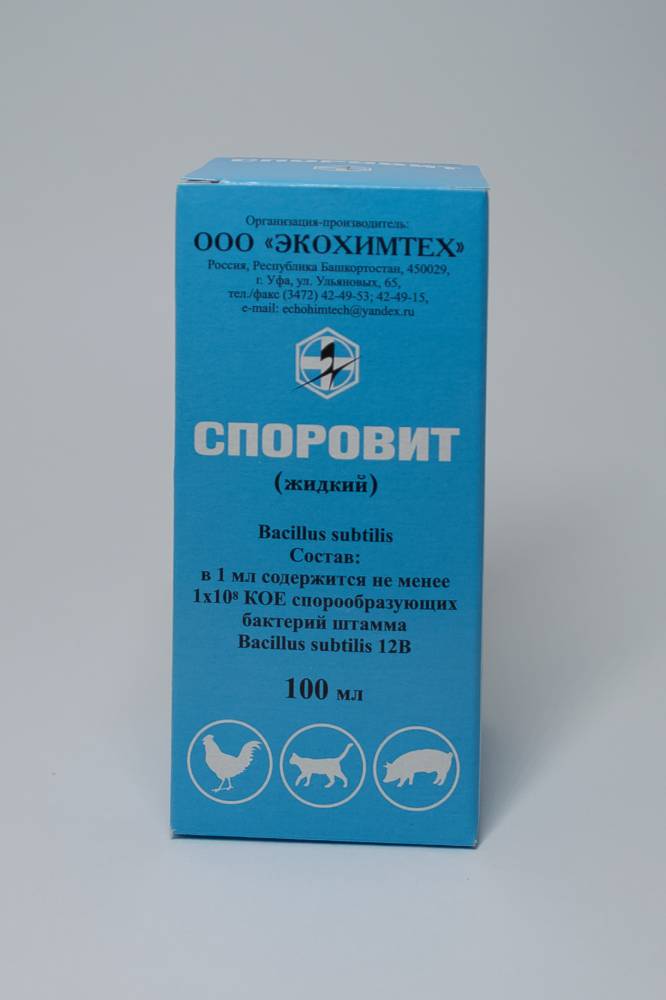 СПОРОВИТ
Организация-производитель:
ООО «ЭКОХИМТЕХ»
Россия, Республика Башкортостан, 450029,
г. Уфа, ул. Ульяновых, 65,
тел./факс (3472) 42-49-53; 42-49-15,
e-mail: echohimtech@yandex.ru
СПОРОВИТ
(жидкий)
Bacillus subtilis
Состав:
в 1 мл содержится не менее
1х10⁸ КОЕ спорообразующих
бактерий штамма
Bacillus subtilis 12В
100 мл